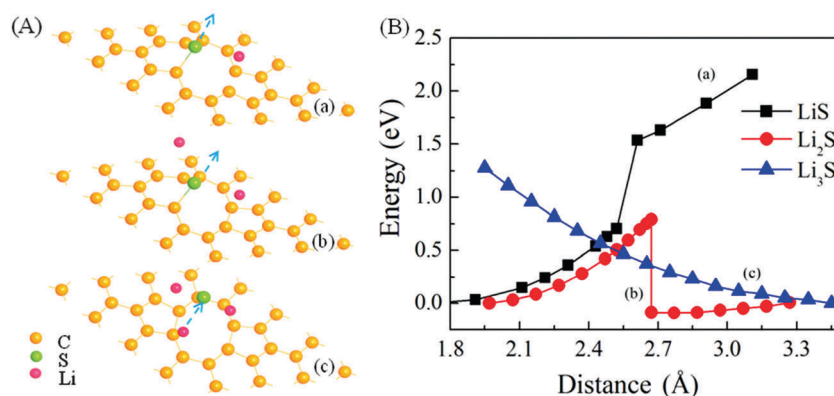 (A)
(a)
(b)
(c)
C
S
Li
(B)
Energy (eV)
2.5
2.0
1.5
1.0
0.5
0.0
(a)
LiS
Li₂S
Li₃S
(b)
(c)
1.8 2.1 2.4 2.7 3.0 3.3
Distance (Å)